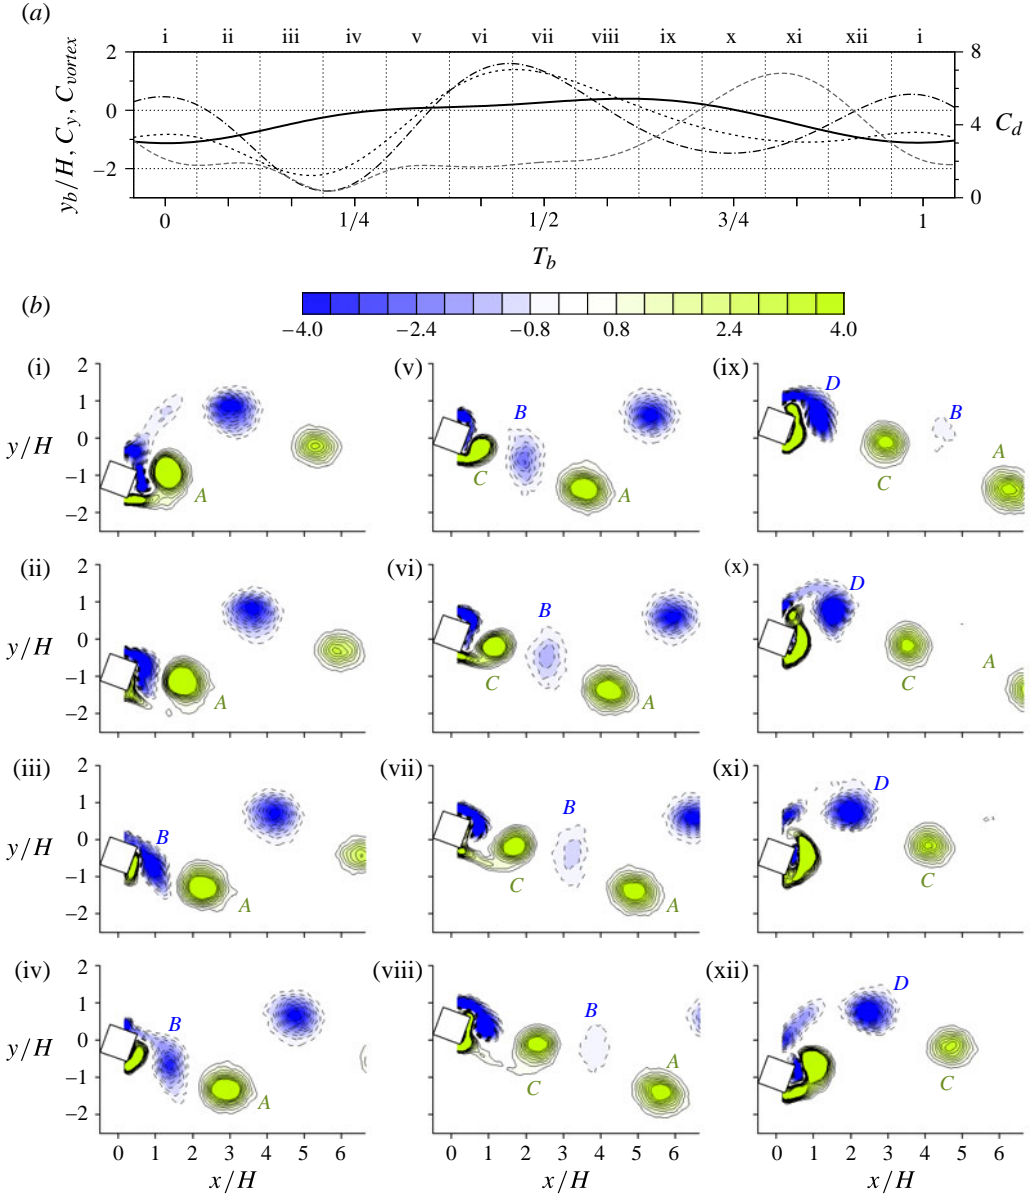 (a)
i ii iii iv v vi vii viii ix x xi xii i
2 8
0 4
−2 0
y_b/H, C_y, C_vortex
C_d
0 1/4 1/2 3/4 1
T_b
(b)
−4.0 −2.4 −0.8 0.8 2.4 4.0
(i) (v) (ix)
2
1
0
−1
−2
y/H
A
B
C
A
D
B
C
A
(ii) (vi) (x)
2
1
0
−1
−2
y/H
A
B
C
A
D
C
A
(iii) (vii) (xi)
2
1
0
−1
−2
y/H
B
A
B
C
A
D
C
(iv) (viii) (xii)
2
1
0
−1
−2
y/H
B
A
B
C
A
D
C
0 1 2 3 4 5 6 0 1 2 3 4 5 6 0 1 2 3 4 5 6
x/H x/H x/H